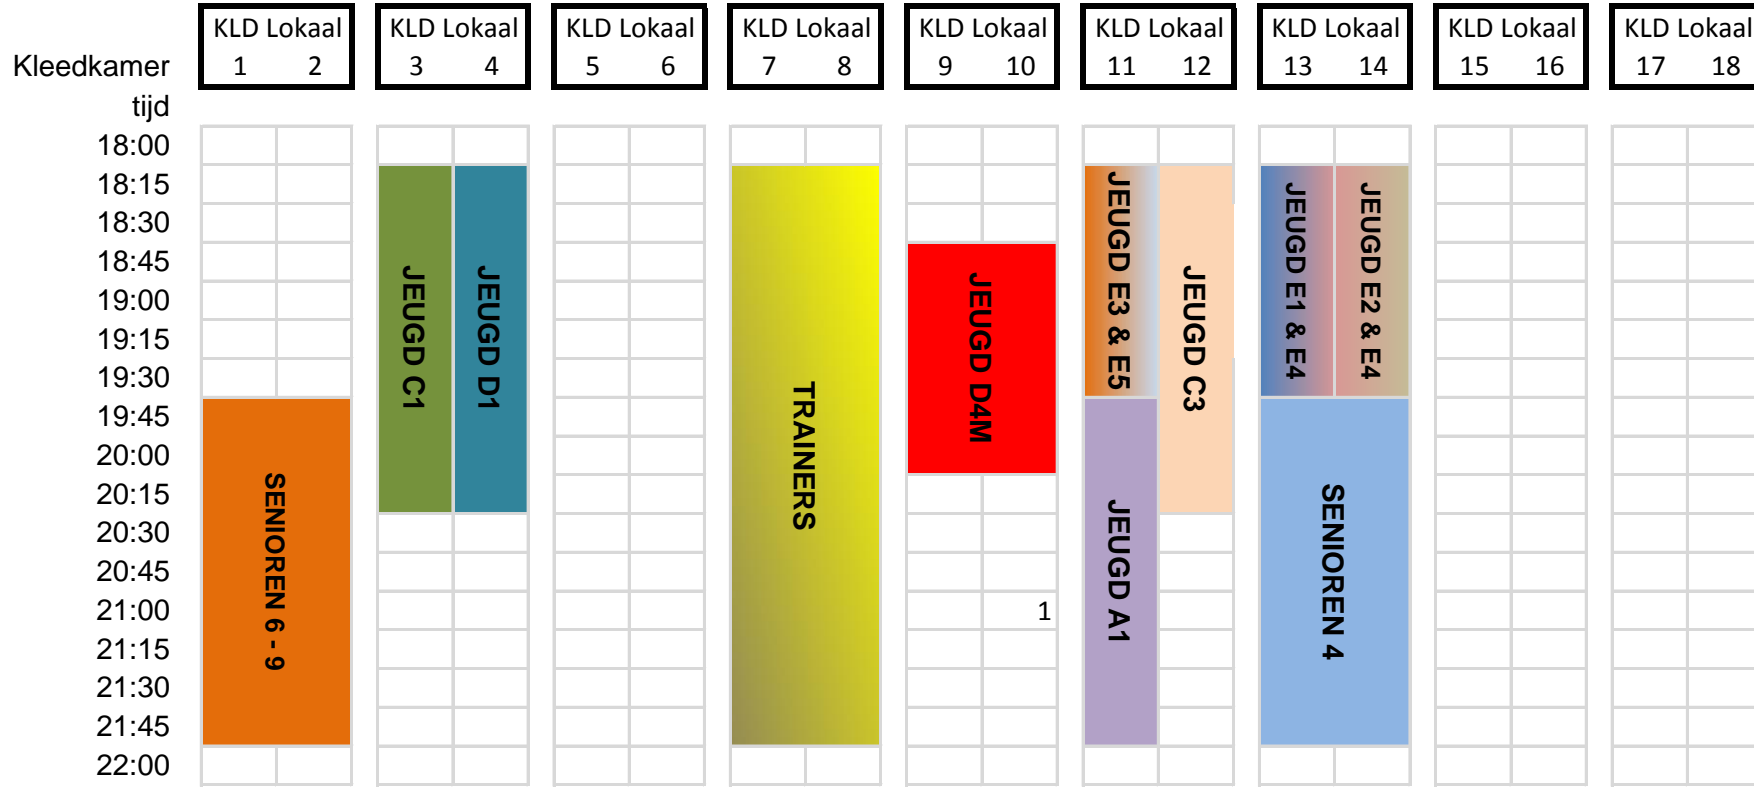 KLD Lokaal KLD Lokaal KLD Lokaal KLD Lokaal KLD Lokaal KLD Lokaal KLD Lokaal KLD Lokaal KLD Lokaal
Kleedkamer 1 2 3 4 5 6 7 8 9 10 11 12 13 14 15 16 17 18
tijd
18:00
18:15
18:30
18:45
19:00
19:15
19:30
19:45
20:00
20:15
20:30
20:45
21:00 1
21:15
21:30
21:45
22:00
SENIOREN 6 - 9
JEUGD C1
JEUGD D1
TRAINERS
JEUGD D4M
JEUGD E3 & E5
JEUGD A1
JEUGD C3
JEUGD E1 & E4
JEUGD E2 & E4
SENIOREN 4